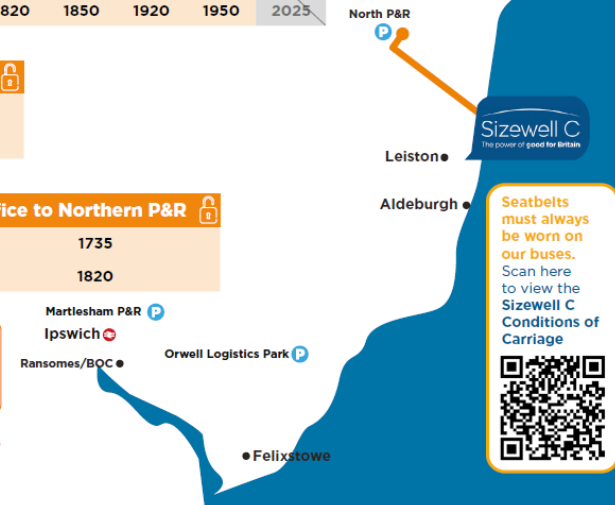 820 1850 1920 1950 2025
North P&R
P
Sizewell C
The power of good for Britain
Leiston
Aldeburgh
fice to Northern P&R
1735
1820
Seatbelts
must always
be worn on
our buses.
Scan here
to view the
Sizewell C
Conditions of
Carriage
Martlesham P&R P
Ipswich
Ransomes/BOC
Orwell Logistics Park P
Felixstowe